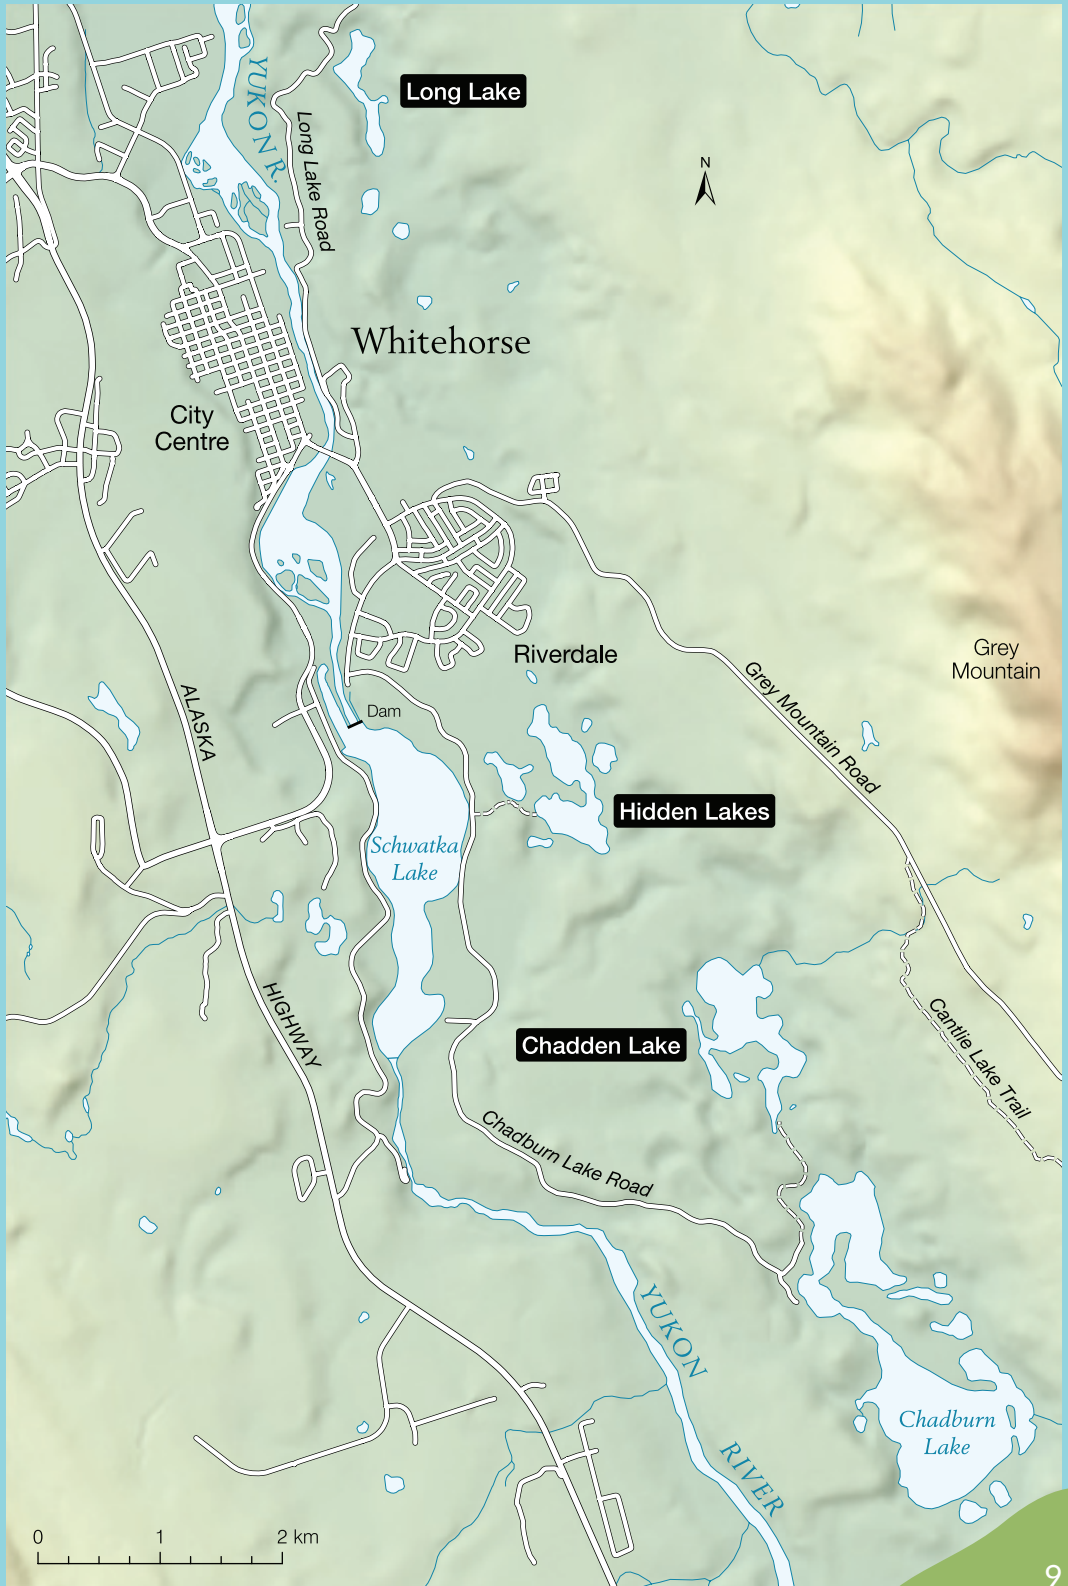 YUKON R.
Long Lake
Long Lake Road
N
Whitehorse
City
Centre
Riverdale
Grey
Mountain
Grey Mountain Road
ALASKA
Dam
Hidden Lakes
Schwatka
Lake
HIGHWAY
Chadden Lake
Cantlie Lake Trail
Chadburn Lake Road
YUKON
RIVER
Chadburn
Lake
0 1 2 km
9